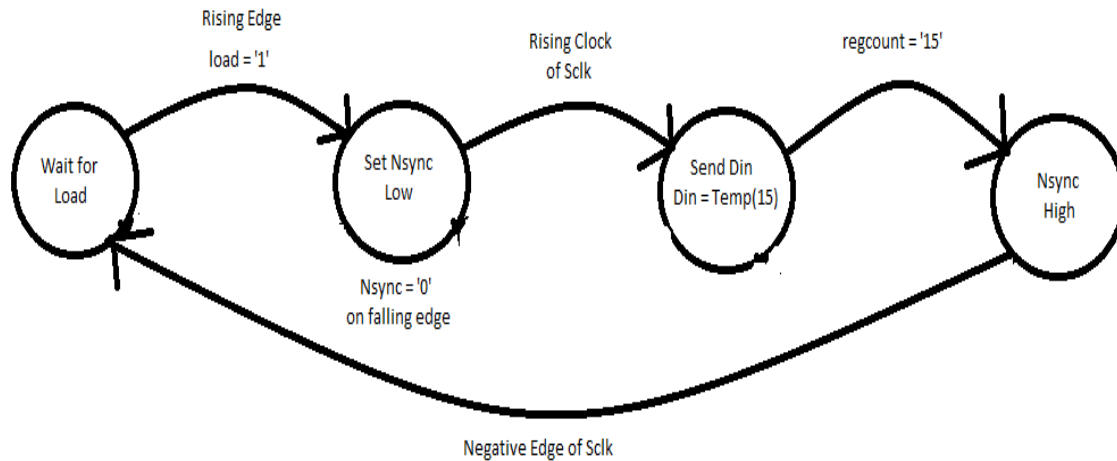 Rising Edge
load = '1'
Rising Clock
of Sclk
regcount = '15'
Wait for
Load
Set Nsync
Low
Send Din
Din = Temp(15)
Nsync
High
Nsync = '0'
on falling edge
Negative Edge of Sclk